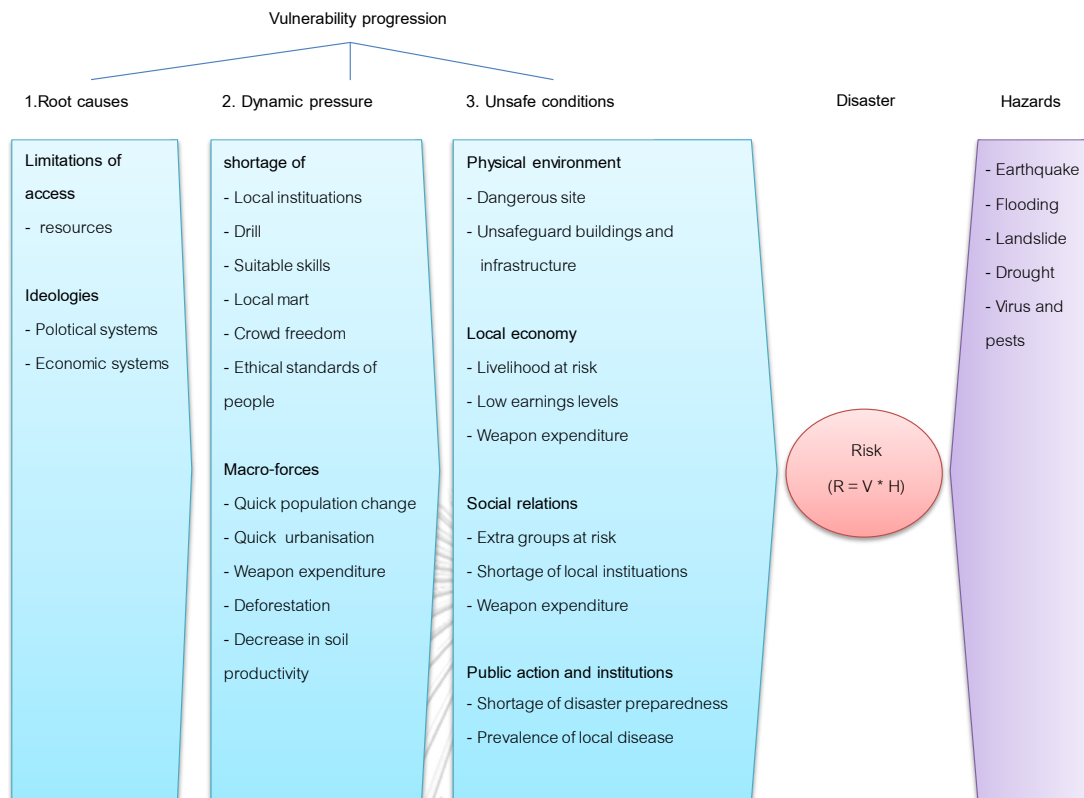 Vulnerability progression
1.Root causes
2. Dynamic pressure
3. Unsafe conditions
Disaster
Hazards
Limitations of
access
- resources
Ideologies
- Polotical systems
- Economic systems
shortage of
- Local instituations
- Drill
- Suitable skills
- Local mart
- Crowd freedom
- Ethical standards of
people
Macro-forces
- Quick population change
- Quick urbanisation
- Weapon expenditure
- Deforestation
- Decrease in soil
productivity
Physical environment
- Dangerous site
- Unsafeguard buildings and
infrastructure
Local economy
- Livelihood at risk
- Low earnings levels
- Weapon expenditure
Social relations
- Extra groups at risk
- Shortage of local instituations
- Weapon expenditure
Public action and institutions
- Shortage of disaster preparedness
- Prevalence of local disease
Risk
(R = V * H)
- Earthquake
- Flooding
- Landslide
- Drought
- Virus and
pests